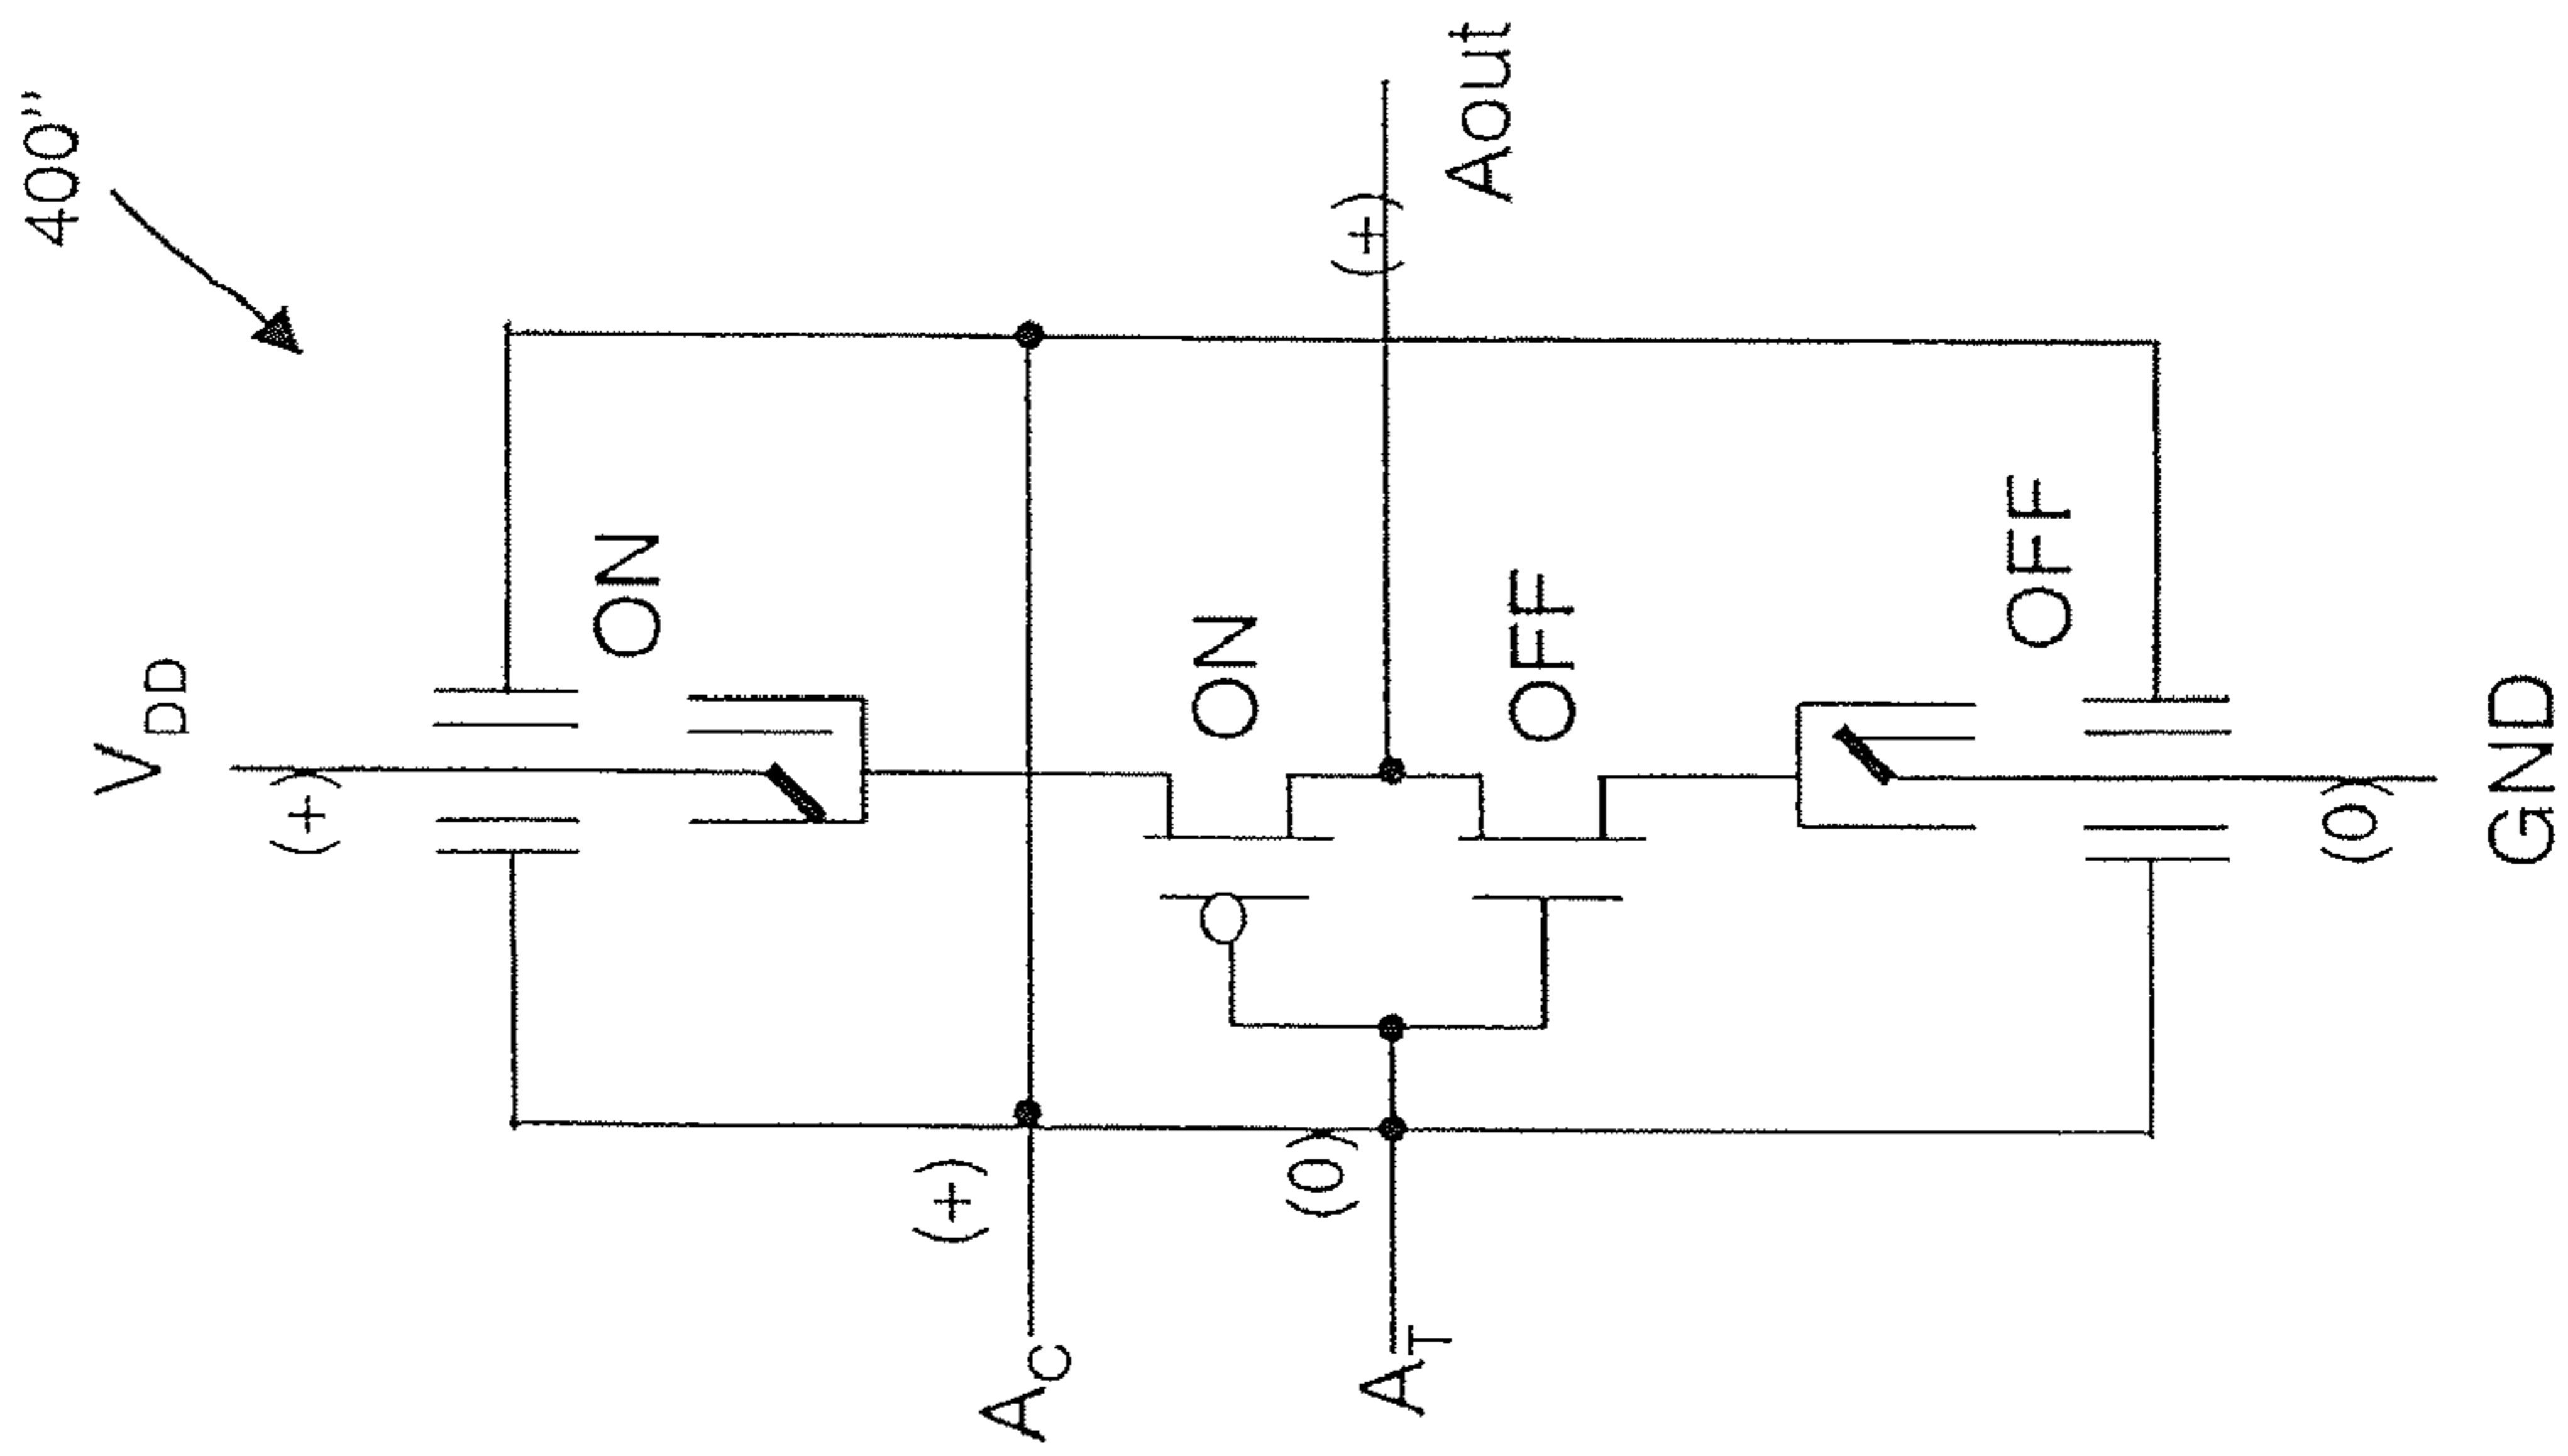 400”
V_DD
(+)
ON
(+)
A_C
ON
(0)
(+)
A_T
Aout
OFF
OFF
(0)
GND